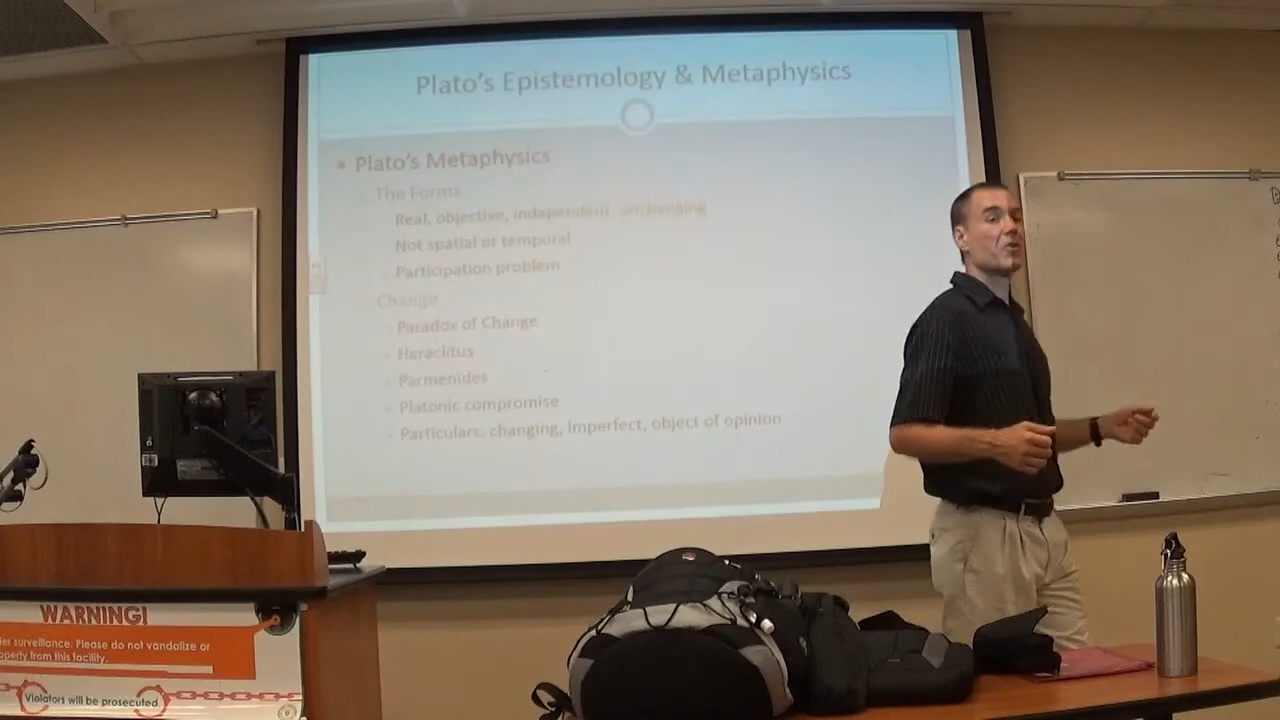 Plato's Epistemology & Metaphysics
Plato's Metaphysics
The Forms
Real, objective, independent, unchanging
Not spatial or temporal
Participation problem
Change
Paradox of Change
Heraclitus
Parmenides
Platonic compromise
Particulars, changing, imperfect, object of opinion
WARNING!
surveillance. Please do not vandalize or
from this facility.
Violators will be prosecuted